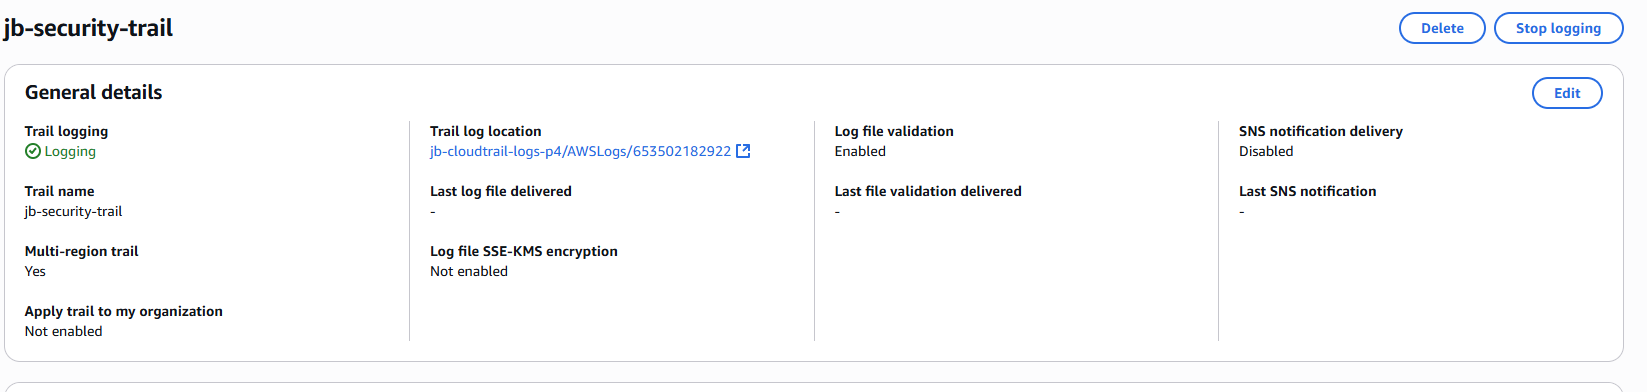 jb-security-trail
Delete
Stop logging
General details
Edit
Trail logging
Logging
Trail name
jb-security-trail
Multi-region trail
Yes
Apply trail to my organization
Not enabled
Trail log location
jb-cloudtrail-logs-p4/AWSLogs/653502182922
Last log file delivered
-
Log file SSE-KMS encryption
Not enabled
Log file validation
Enabled
Last file validation delivered
-
SNS notification delivery
Disabled
Last SNS notification
-